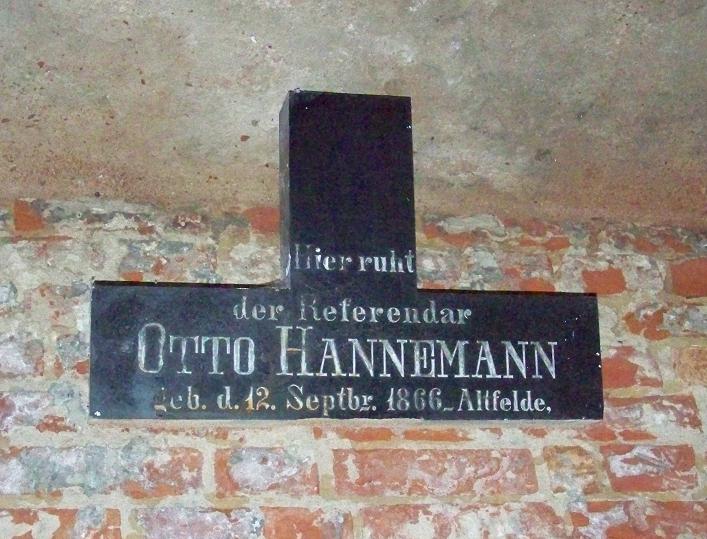 Hier ruht
der Referendar
OTTO HANNEMANN
geb. d. 12. Septbr. 1866 Altfelde,